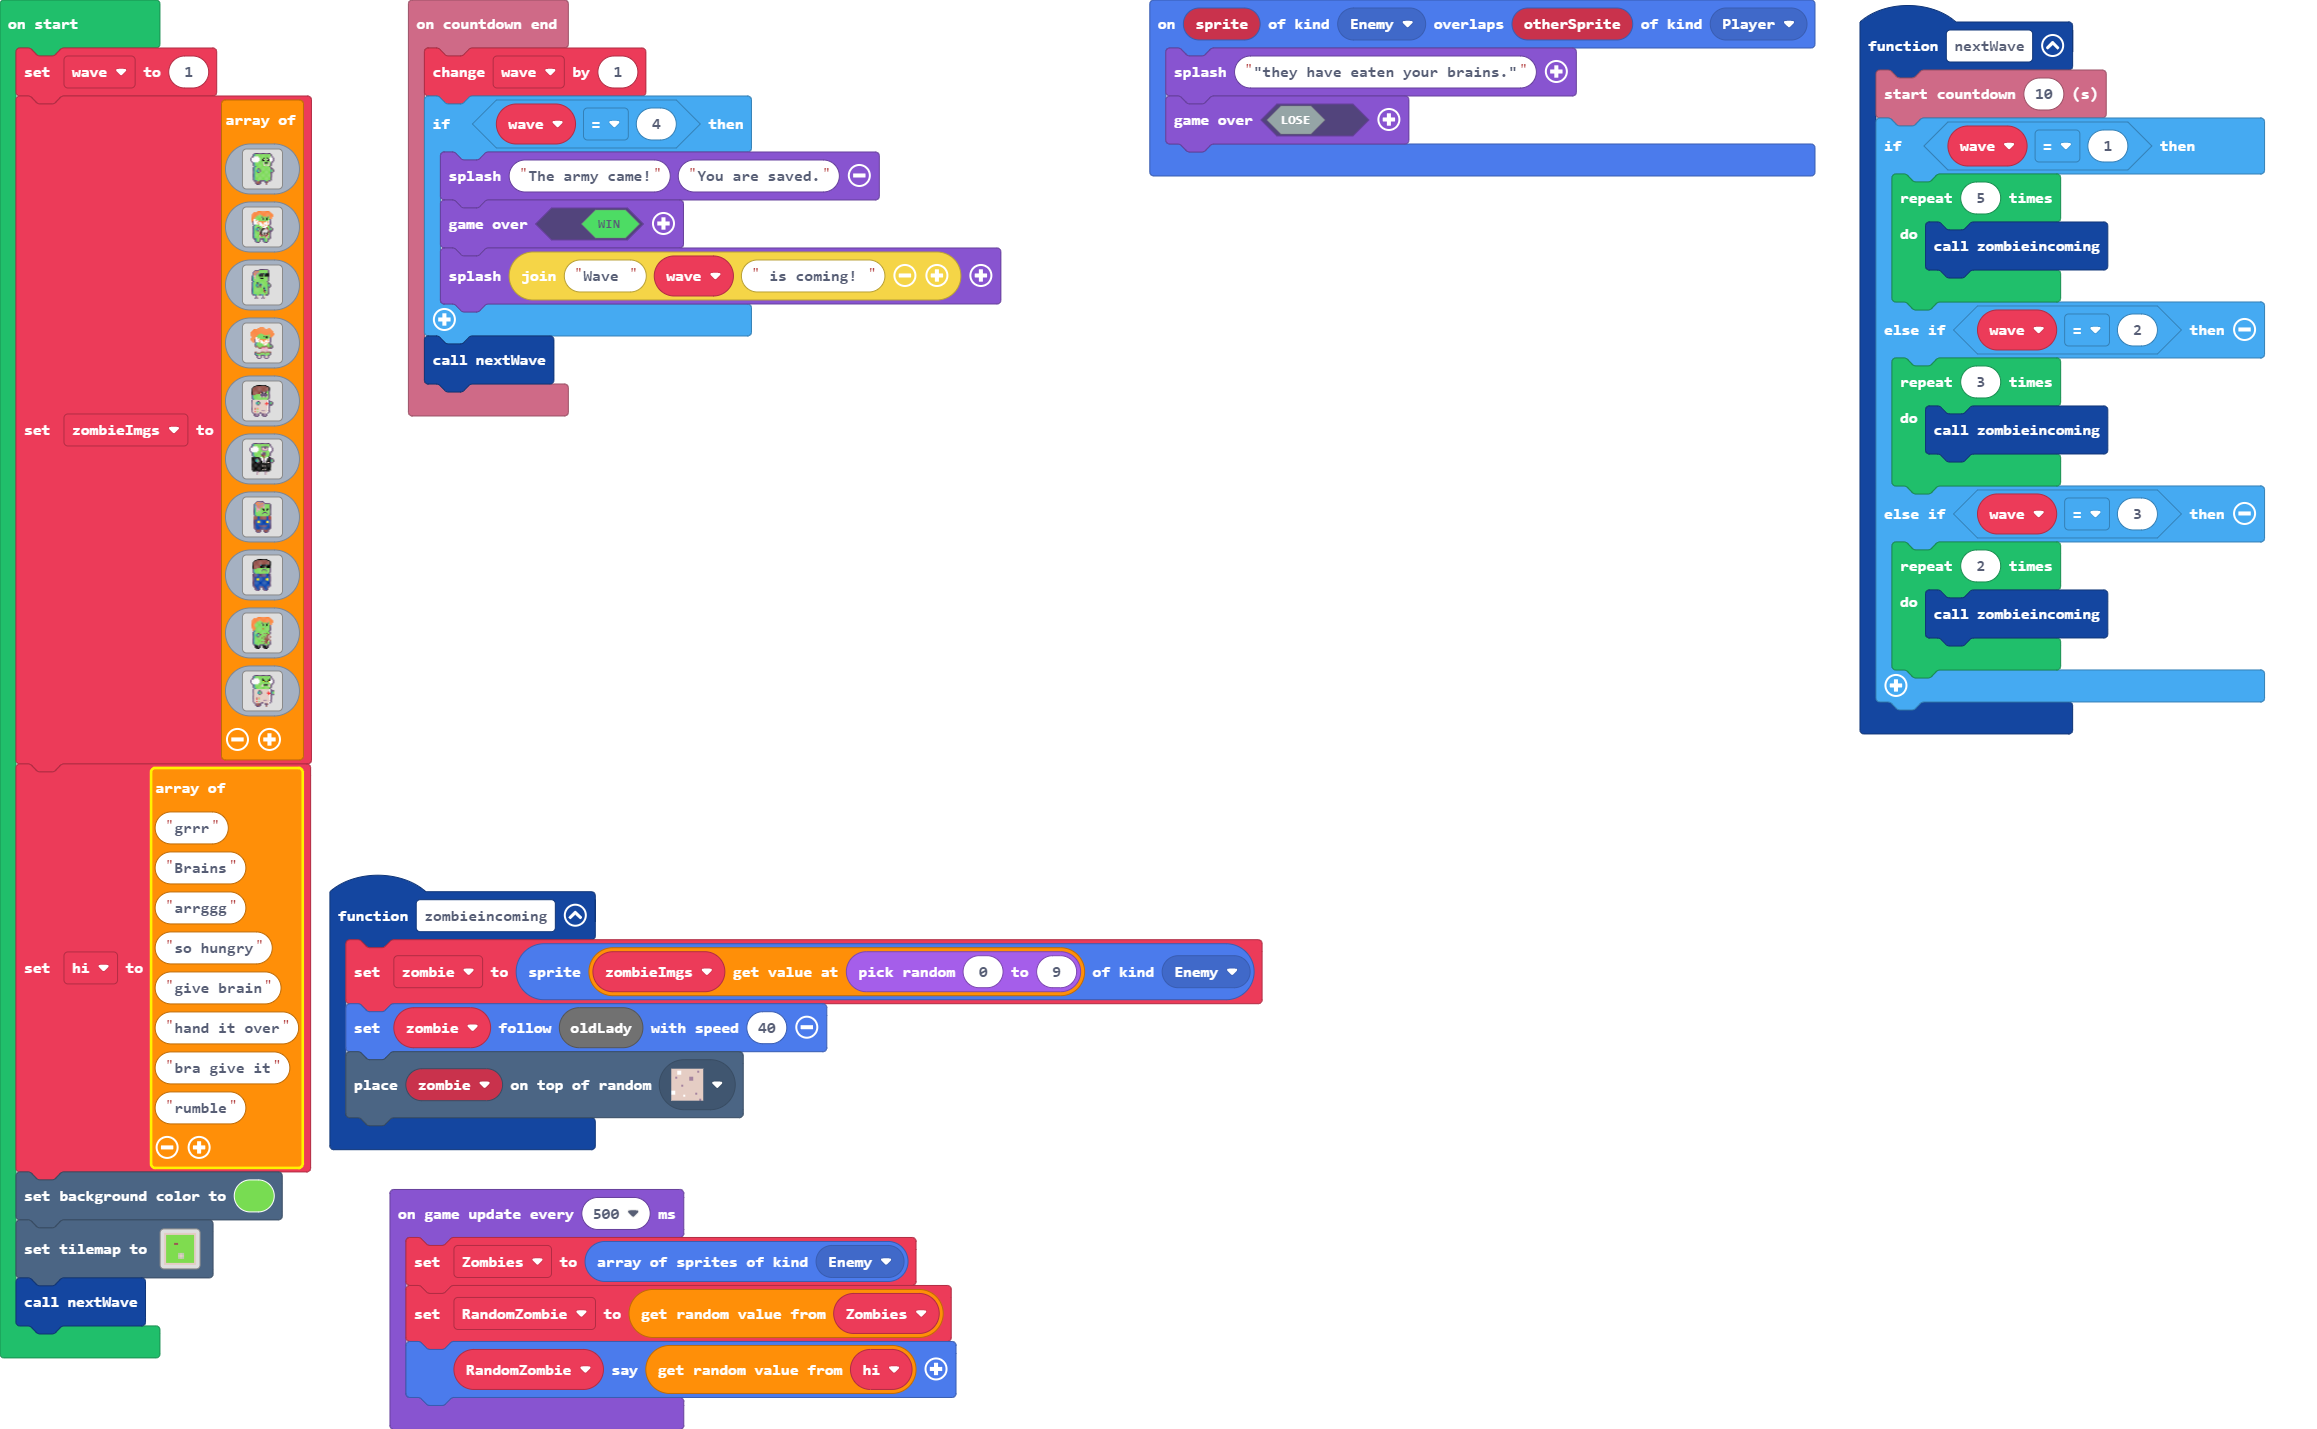 on start
set wave to 1
set zombieImgs to array of
set hi to array of
"grrr"
"Brains"
"arrggg"
"so hungry"
"give brain"
"hand it over"
"bra give it"
"rumble"
set background color to
set tilemap to
call nextWave
on countdown end
change wave by 1
if wave = 4 then
splash "The army came!" "You are saved."
game over WIN
splash join "Wave " wave " is coming! "
call nextWave
function zombieincoming
set zombie to sprite zombieImgs get value at pick random 0 to 9 of kind Enemy
set zombie follow oldLady with speed 40
place zombie on top of random
on game update every 500 ms
set Zombies to array of sprites of kind Enemy
set RandomZombie to get random value from Zombies
RandomZombie say get random value from hi
on sprite of kind Enemy overlaps otherSprite of kind Player
splash ""they have eaten your brains.""
game over LOSE
function nextWave
start countdown 10 (s)
if wave = 1 then
repeat 5 times
do call zombieincoming
else if wave = 2 then
repeat 3 times
do call zombieincoming
else if wave = 3 then
repeat 2 times
do call zombieincoming